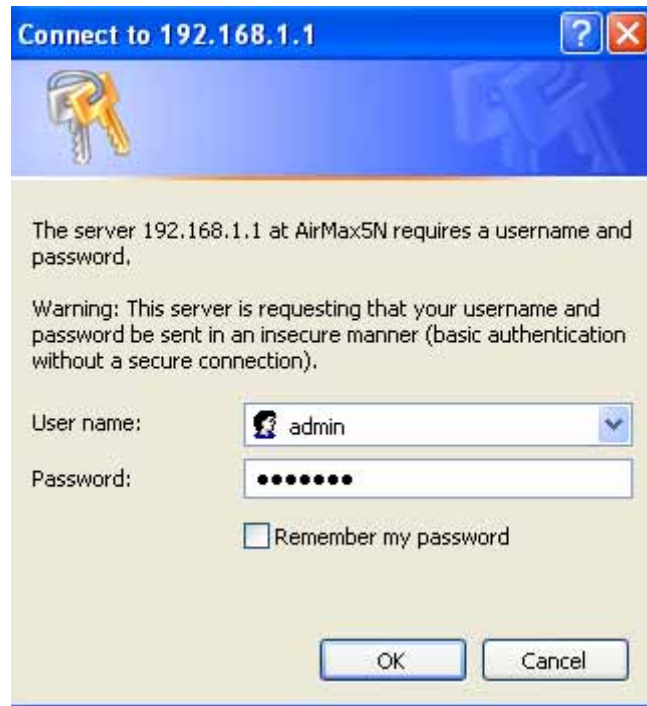 Connect to 192.168.1.1
?
The server 192.168.1.1 at AirMax5N requires a username and
password.
Warning: This server is requesting that your username and
password be sent in an insecure manner (basic authentication
without a secure connection).
User name: admin
Password: •••••••
Remember my password
OK Cancel